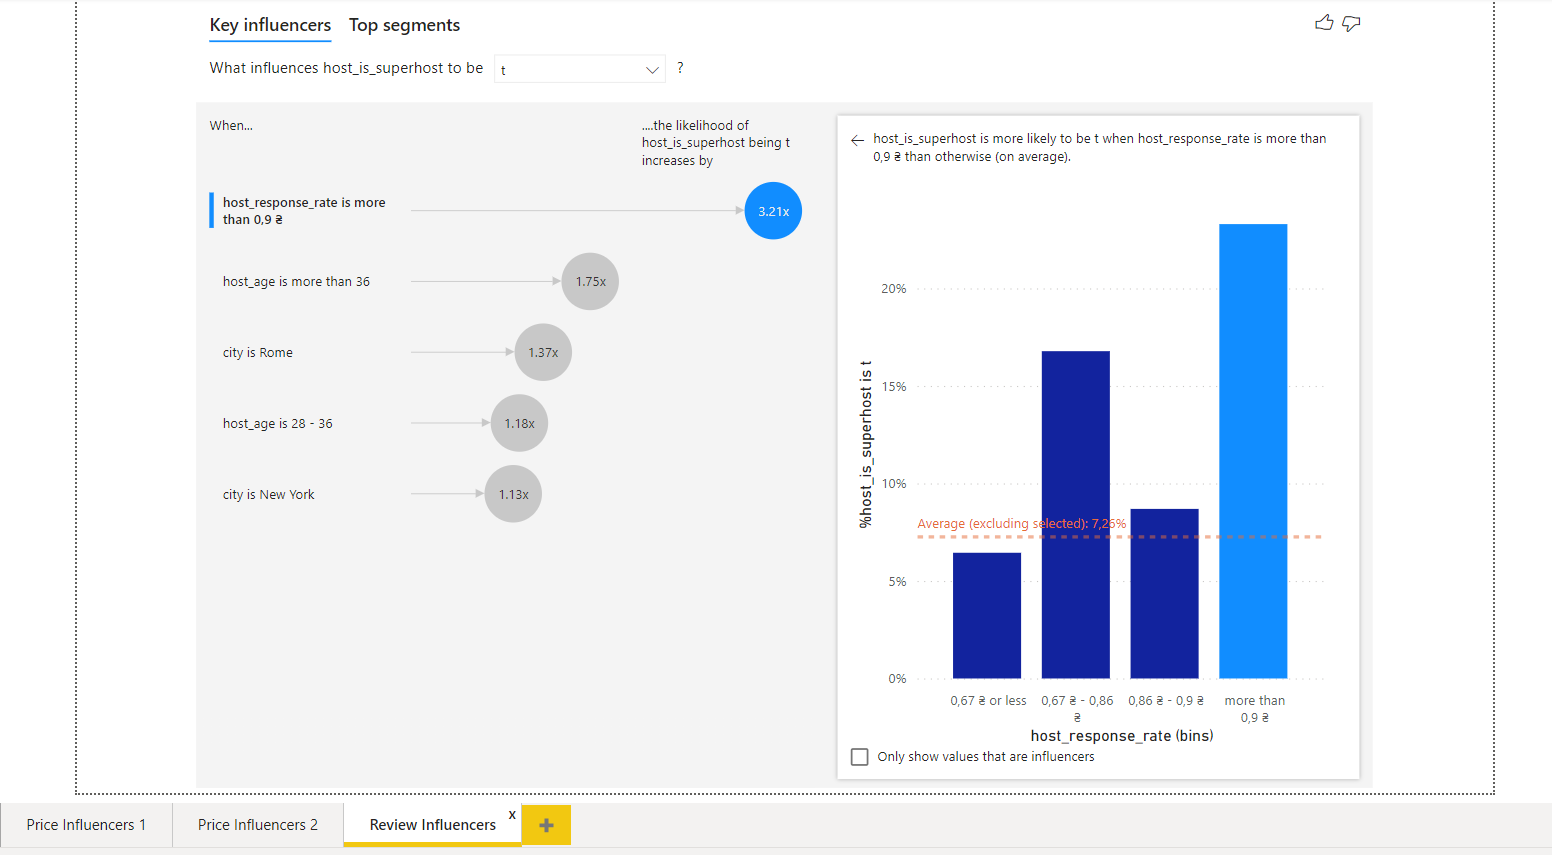 Key influencers Top segments
What influences host_is_superhost to be t ?
When...
....the likelihood of
host_is_superhost being t
increases by
host_response_rate is more
than 0,9 ₴
3.21x
host_age is more than 36
1.75x
city is Rome
1.37x
host_age is 28 - 36
1.18x
city is New York
1.13x
host_is_superhost is more likely to be t when host_response_rate is more than
0,9 ₴ than otherwise (on average).
%host_is_superhost is t
20%
15%
10%
5%
0%
Average (excluding selected): 7,26%
0,67 ₴ or less
0,67 ₴ - 0,86
₴
0,86 ₴ - 0,9 ₴
more than
0,9 ₴
host_response_rate (bins)
Only show values that are influencers
Price Influencers 1
Price Influencers 2
Review Influencers x